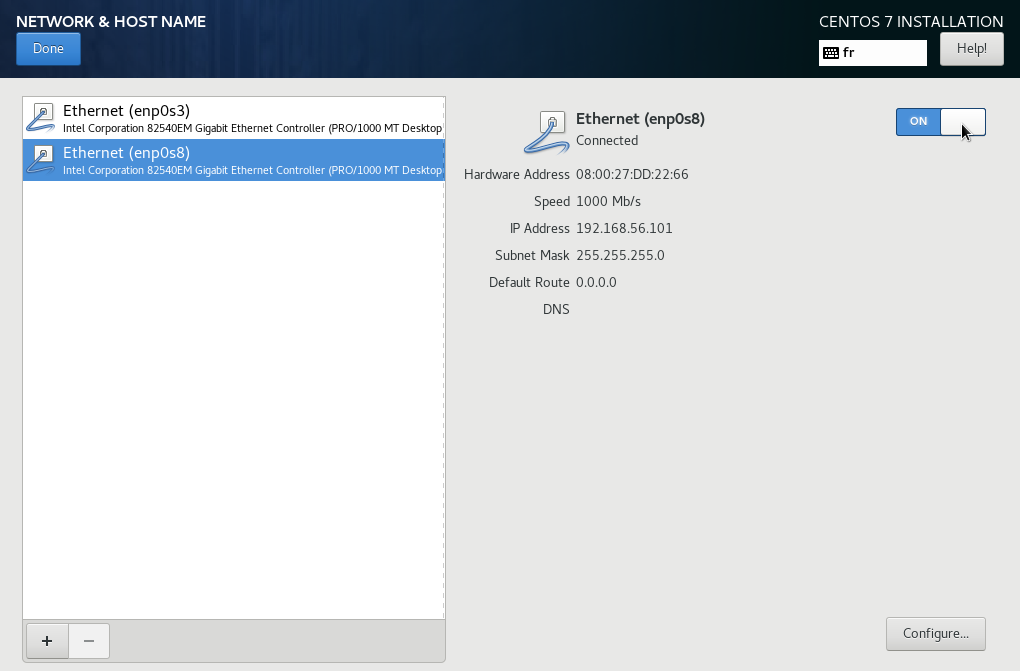 NETWORK & HOST NAME
CENTOS 7 INSTALLATION
Done
fr
Help!
Ethernet (enp0s3)
Intel Corporation 82540EM Gigabit Ethernet Controller (PRO/1000 MT Desktop
Ethernet (enp0s8)
Intel Corporation 82540EM Gigabit Ethernet Controller (PRO/1000 MT Desktop
Ethernet (enp0s8)
Connected
ON
Hardware Address 08:00:27:DD:22:66
Speed 1000 Mb/s
IP Address 192.168.56.101
Subnet Mask 255.255.255.0
Default Route 0.0.0.0
DNS
+ −
Configure...